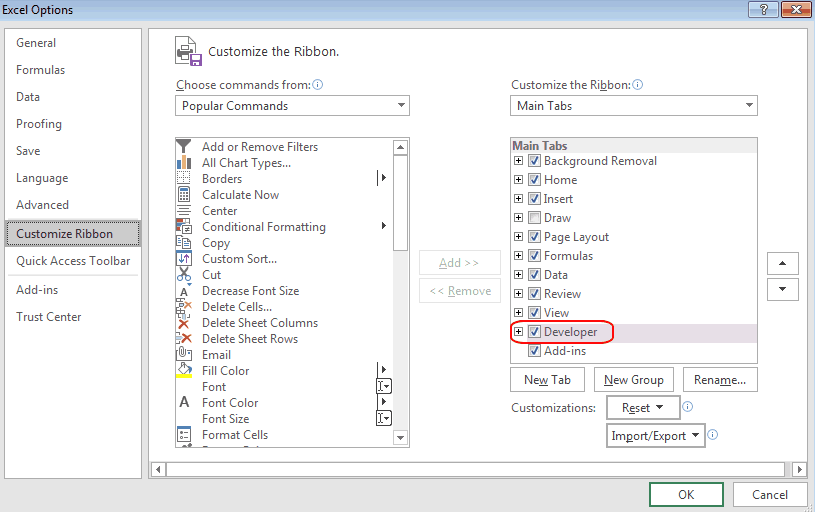 Excel Options
General
Formulas
Data
Proofing
Save
Language
Advanced
Customize Ribbon
Quick Access Toolbar
Add-ins
Trust Center
Customize the Ribbon.
Choose commands from:
Popular Commands
Add or Remove Filters
All Chart Types...
Borders
Calculate Now
Center
Conditional Formatting
Copy
Custom Sort...
Cut
Decrease Font Size
Delete Cells...
Delete Sheet Columns
Delete Sheet Rows
Email
Fill Color
Font
Font Color
Font Size
Format Cells
Add >>
<< Remove
Customize the Ribbon:
Main Tabs
Main Tabs
Background Removal
Home
Insert
Draw
Page Layout
Formulas
Data
Review
View
Developer
Add-ins
New Tab
New Group
Rename...
Customizations:
Reset
Import/Export
OK
Cancel